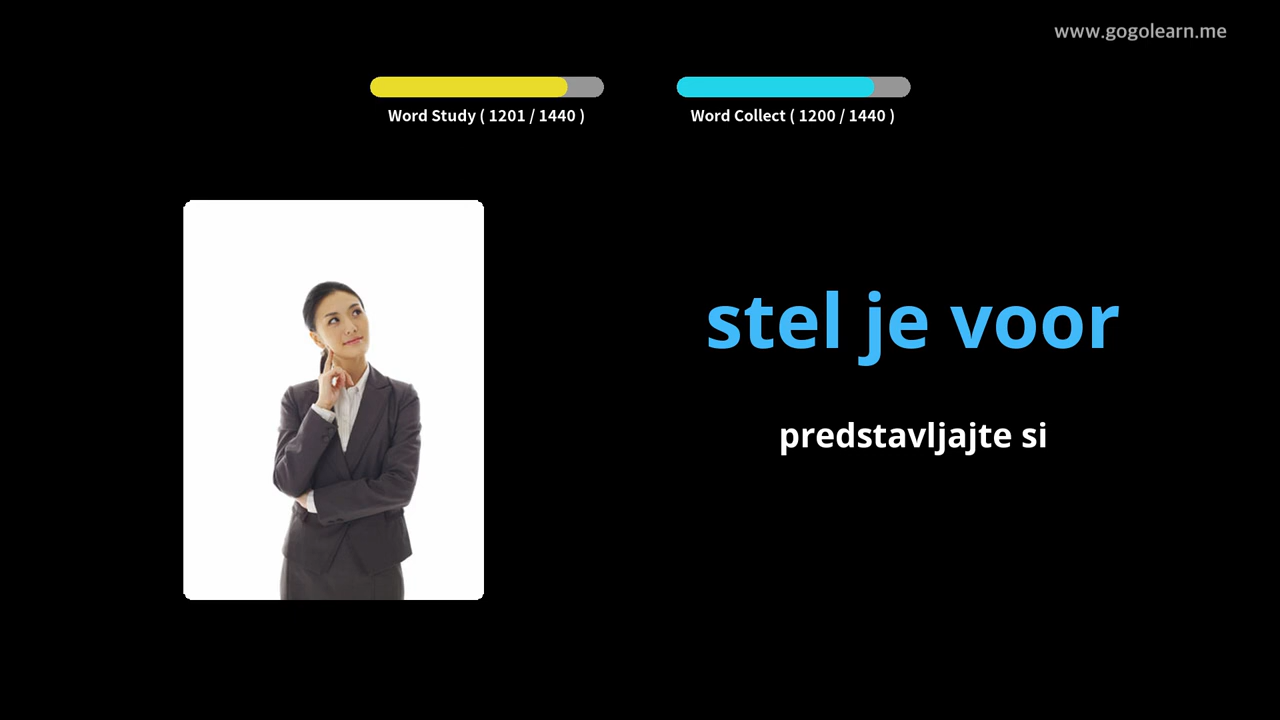 www.gogolearn.me
Word Study ( 1201 / 1440 )
Word Collect ( 1200 / 1440 )
stel je voor
predstavljajte si